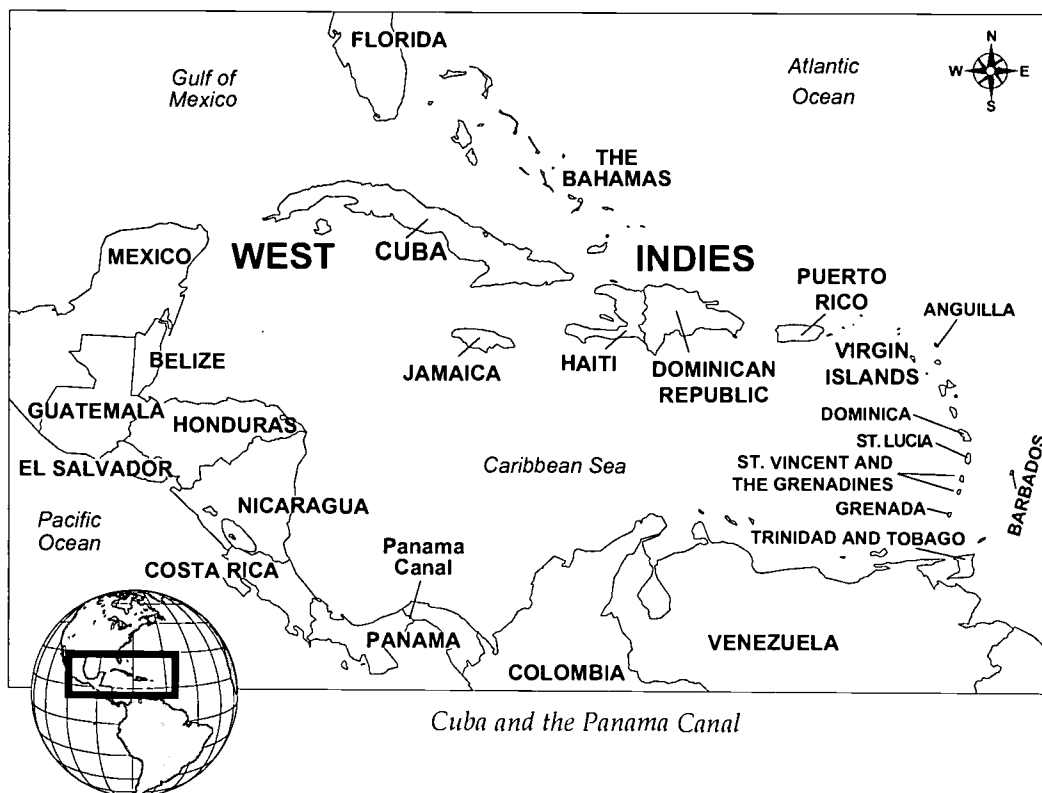 FLORIDA
Gulf of
Mexico
Atlantic
Ocean
N
W
E
S
THE
BAHAMAS
MEXICO
WEST
CUBA
INDIES
PUERTO
RICO
ANGUILLA
BELIZE
JAMAICA
HAITI
DOMINICAN
REPUBLIC
VIRGIN
ISLANDS
GUATEMALA
HONDURAS
DOMINICA
ST. LUCIA
EL SALVADOR
Caribbean Sea
ST. VINCENT AND
THE GRENADINES
BARBADOS
NICARAGUA
GRENADA
Pacific
Ocean
TRINIDAD AND TOBAGO
Panama
Canal
COSTA RICA
PANAMA
VENEZUELA
COLOMBIA
Cuba and the Panama Canal